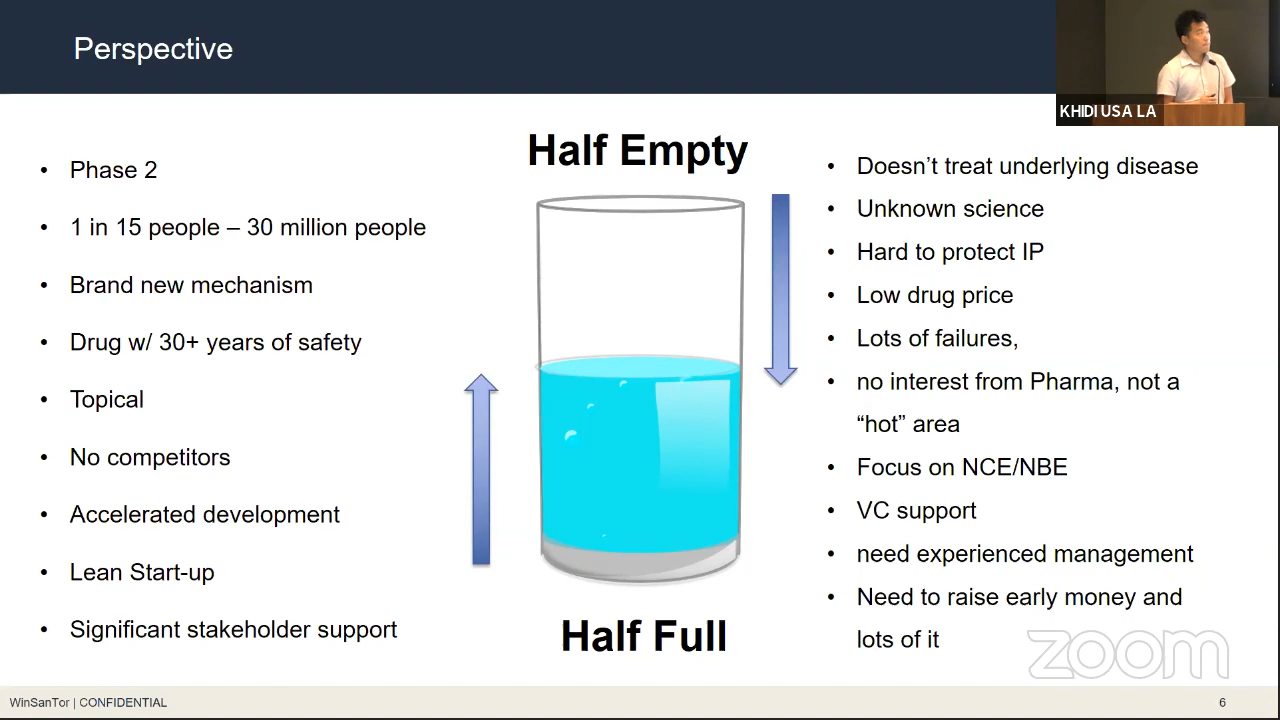 Perspective
KHIDI USA LA
• Phase 2
• 1 in 15 people – 30 million people
• Brand new mechanism
• Drug w/ 30+ years of safety
• Topical
• No competitors
• Accelerated development
• Lean Start-up
• Significant stakeholder support
Half Empty
Half Full
• Doesn’t treat underlying disease
• Unknown science
• Hard to protect IP
• Low drug price
• Lots of failures,
• no interest from Pharma, not a
“hot” area
• Focus on NCE/NBE
• VC support
• need experienced management
• Need to raise early money and
lots of it
zoom
WinSanTor | CONFIDENTIAL
6